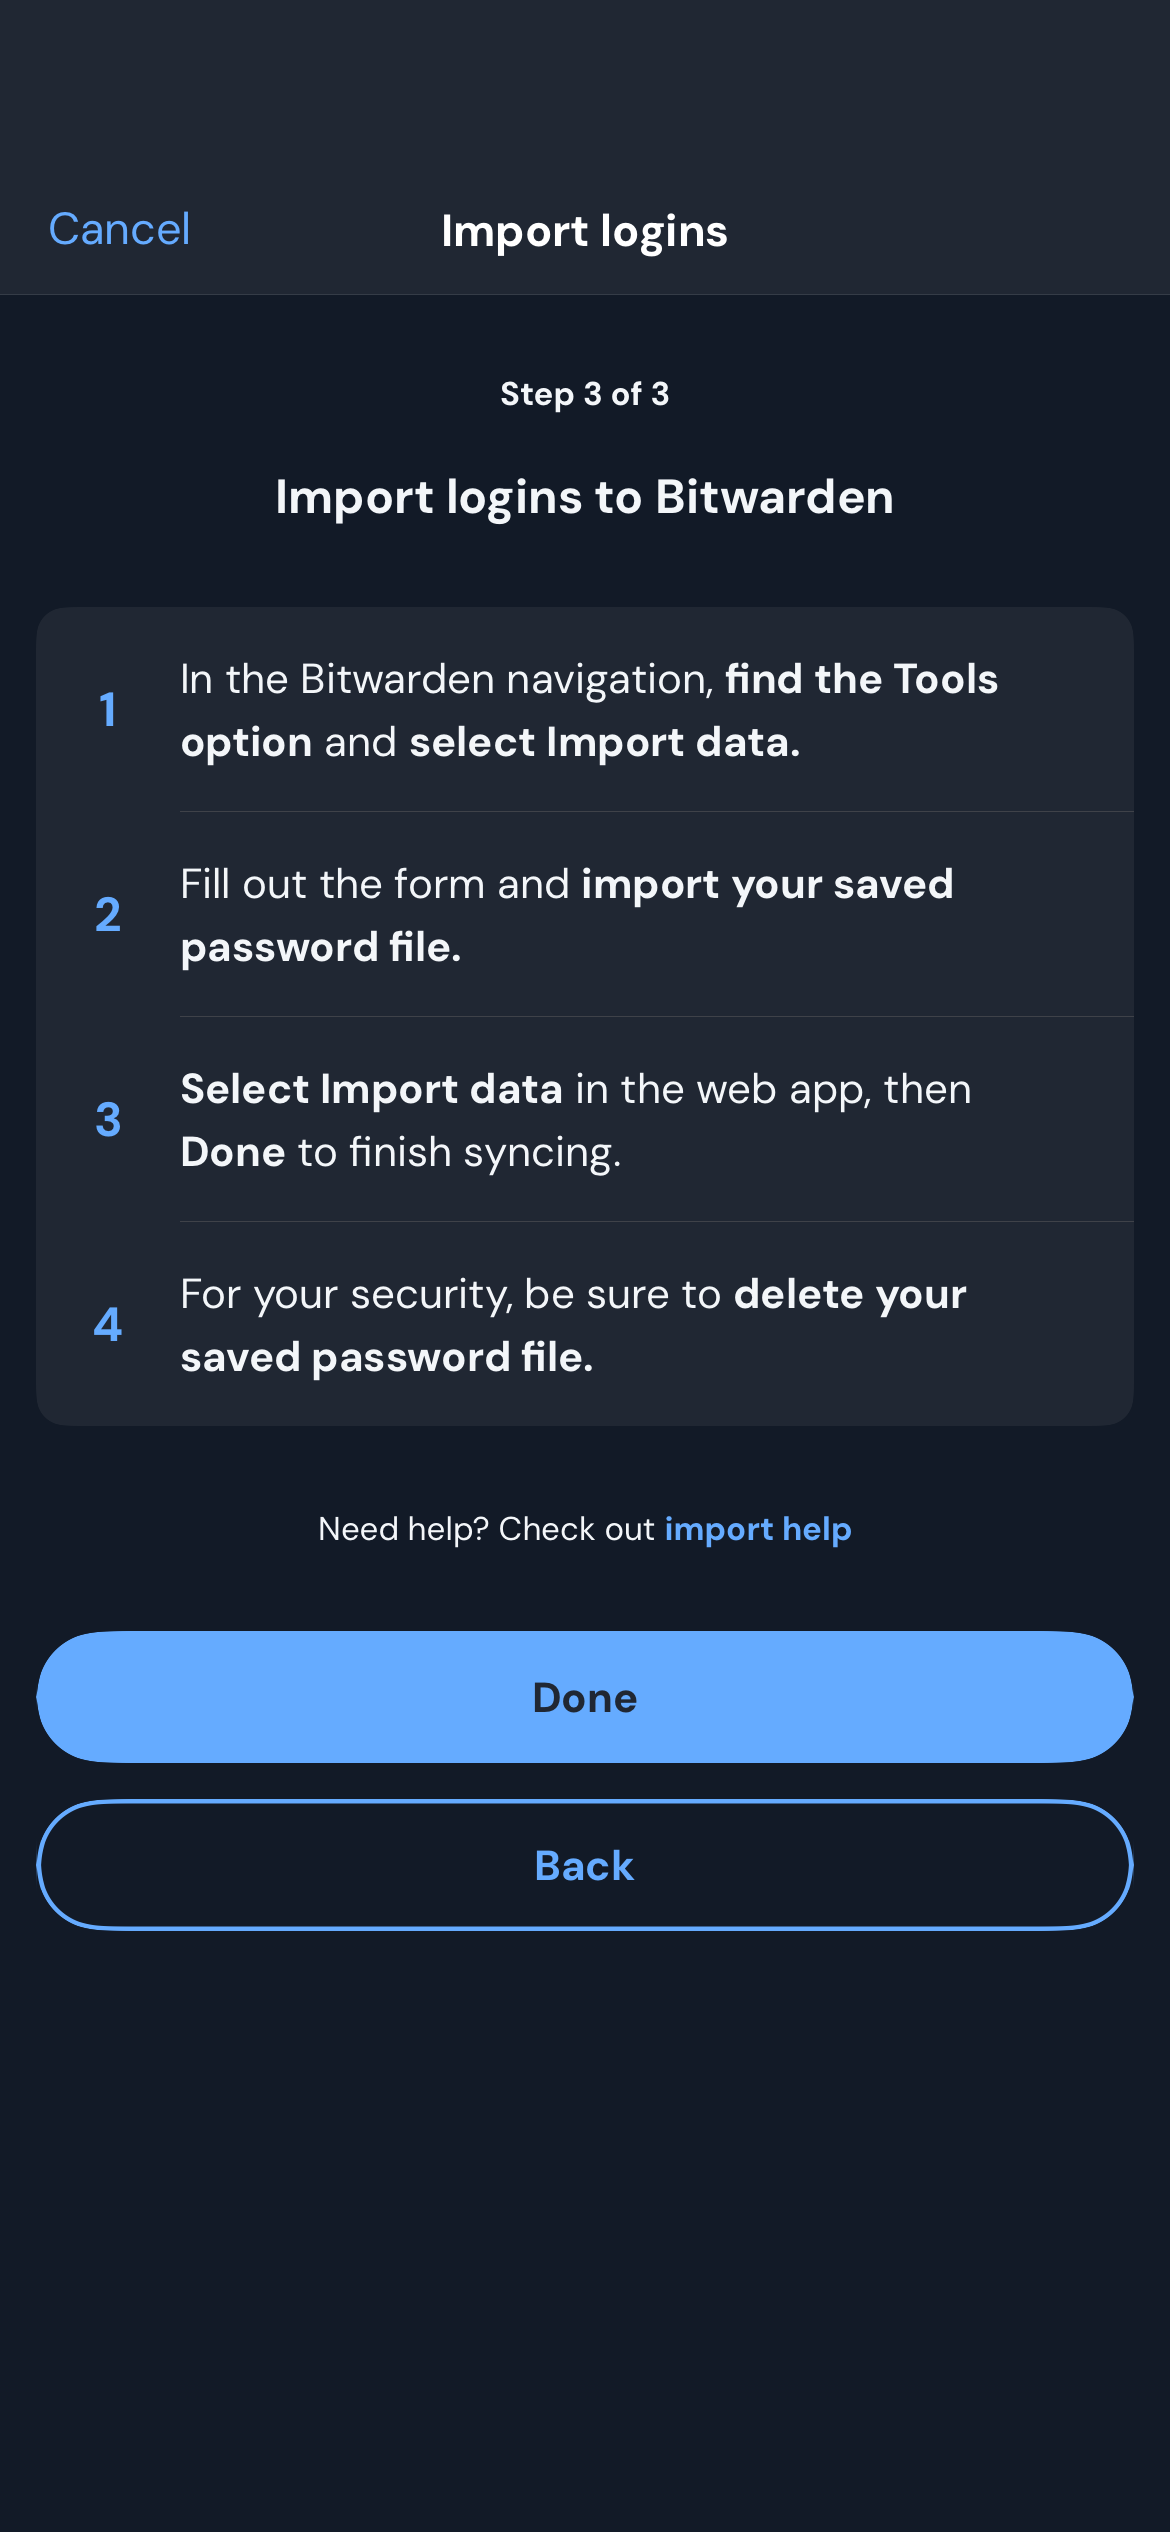 Cancel
Import logins
Step 3 of 3
Import logins to Bitwarden
1
In the Bitwarden navigation, find the Tools
option and select Import data.
2
Fill out the form and import your saved
password file.
3
Select Import data in the web app, then
Done to finish syncing.
4
For your security, be sure to delete your
saved password file.
Need help? Check out import help
Done
Back